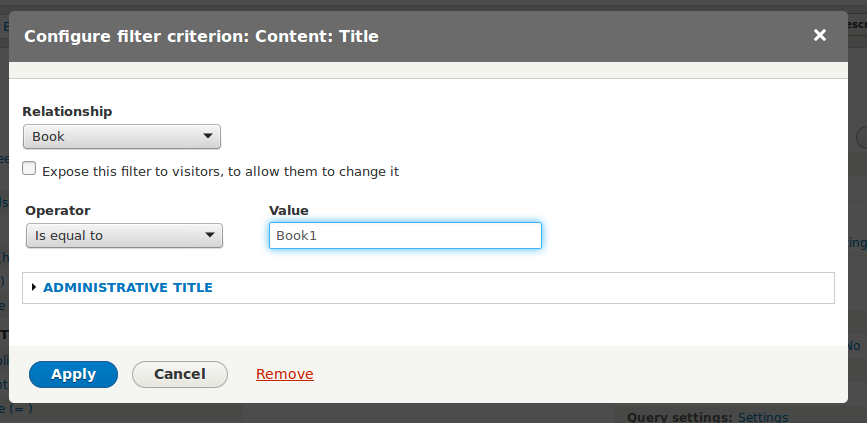 Configure filter criterion: Content: Title
Relationship
Book
Expose this filter to visitors, to allow them to change it
Operator
Value
Is equal to
Book1
ADMINISTRATIVE TITLE
Apply
Cancel
Remove
No
e (= )
Query settings: Settings